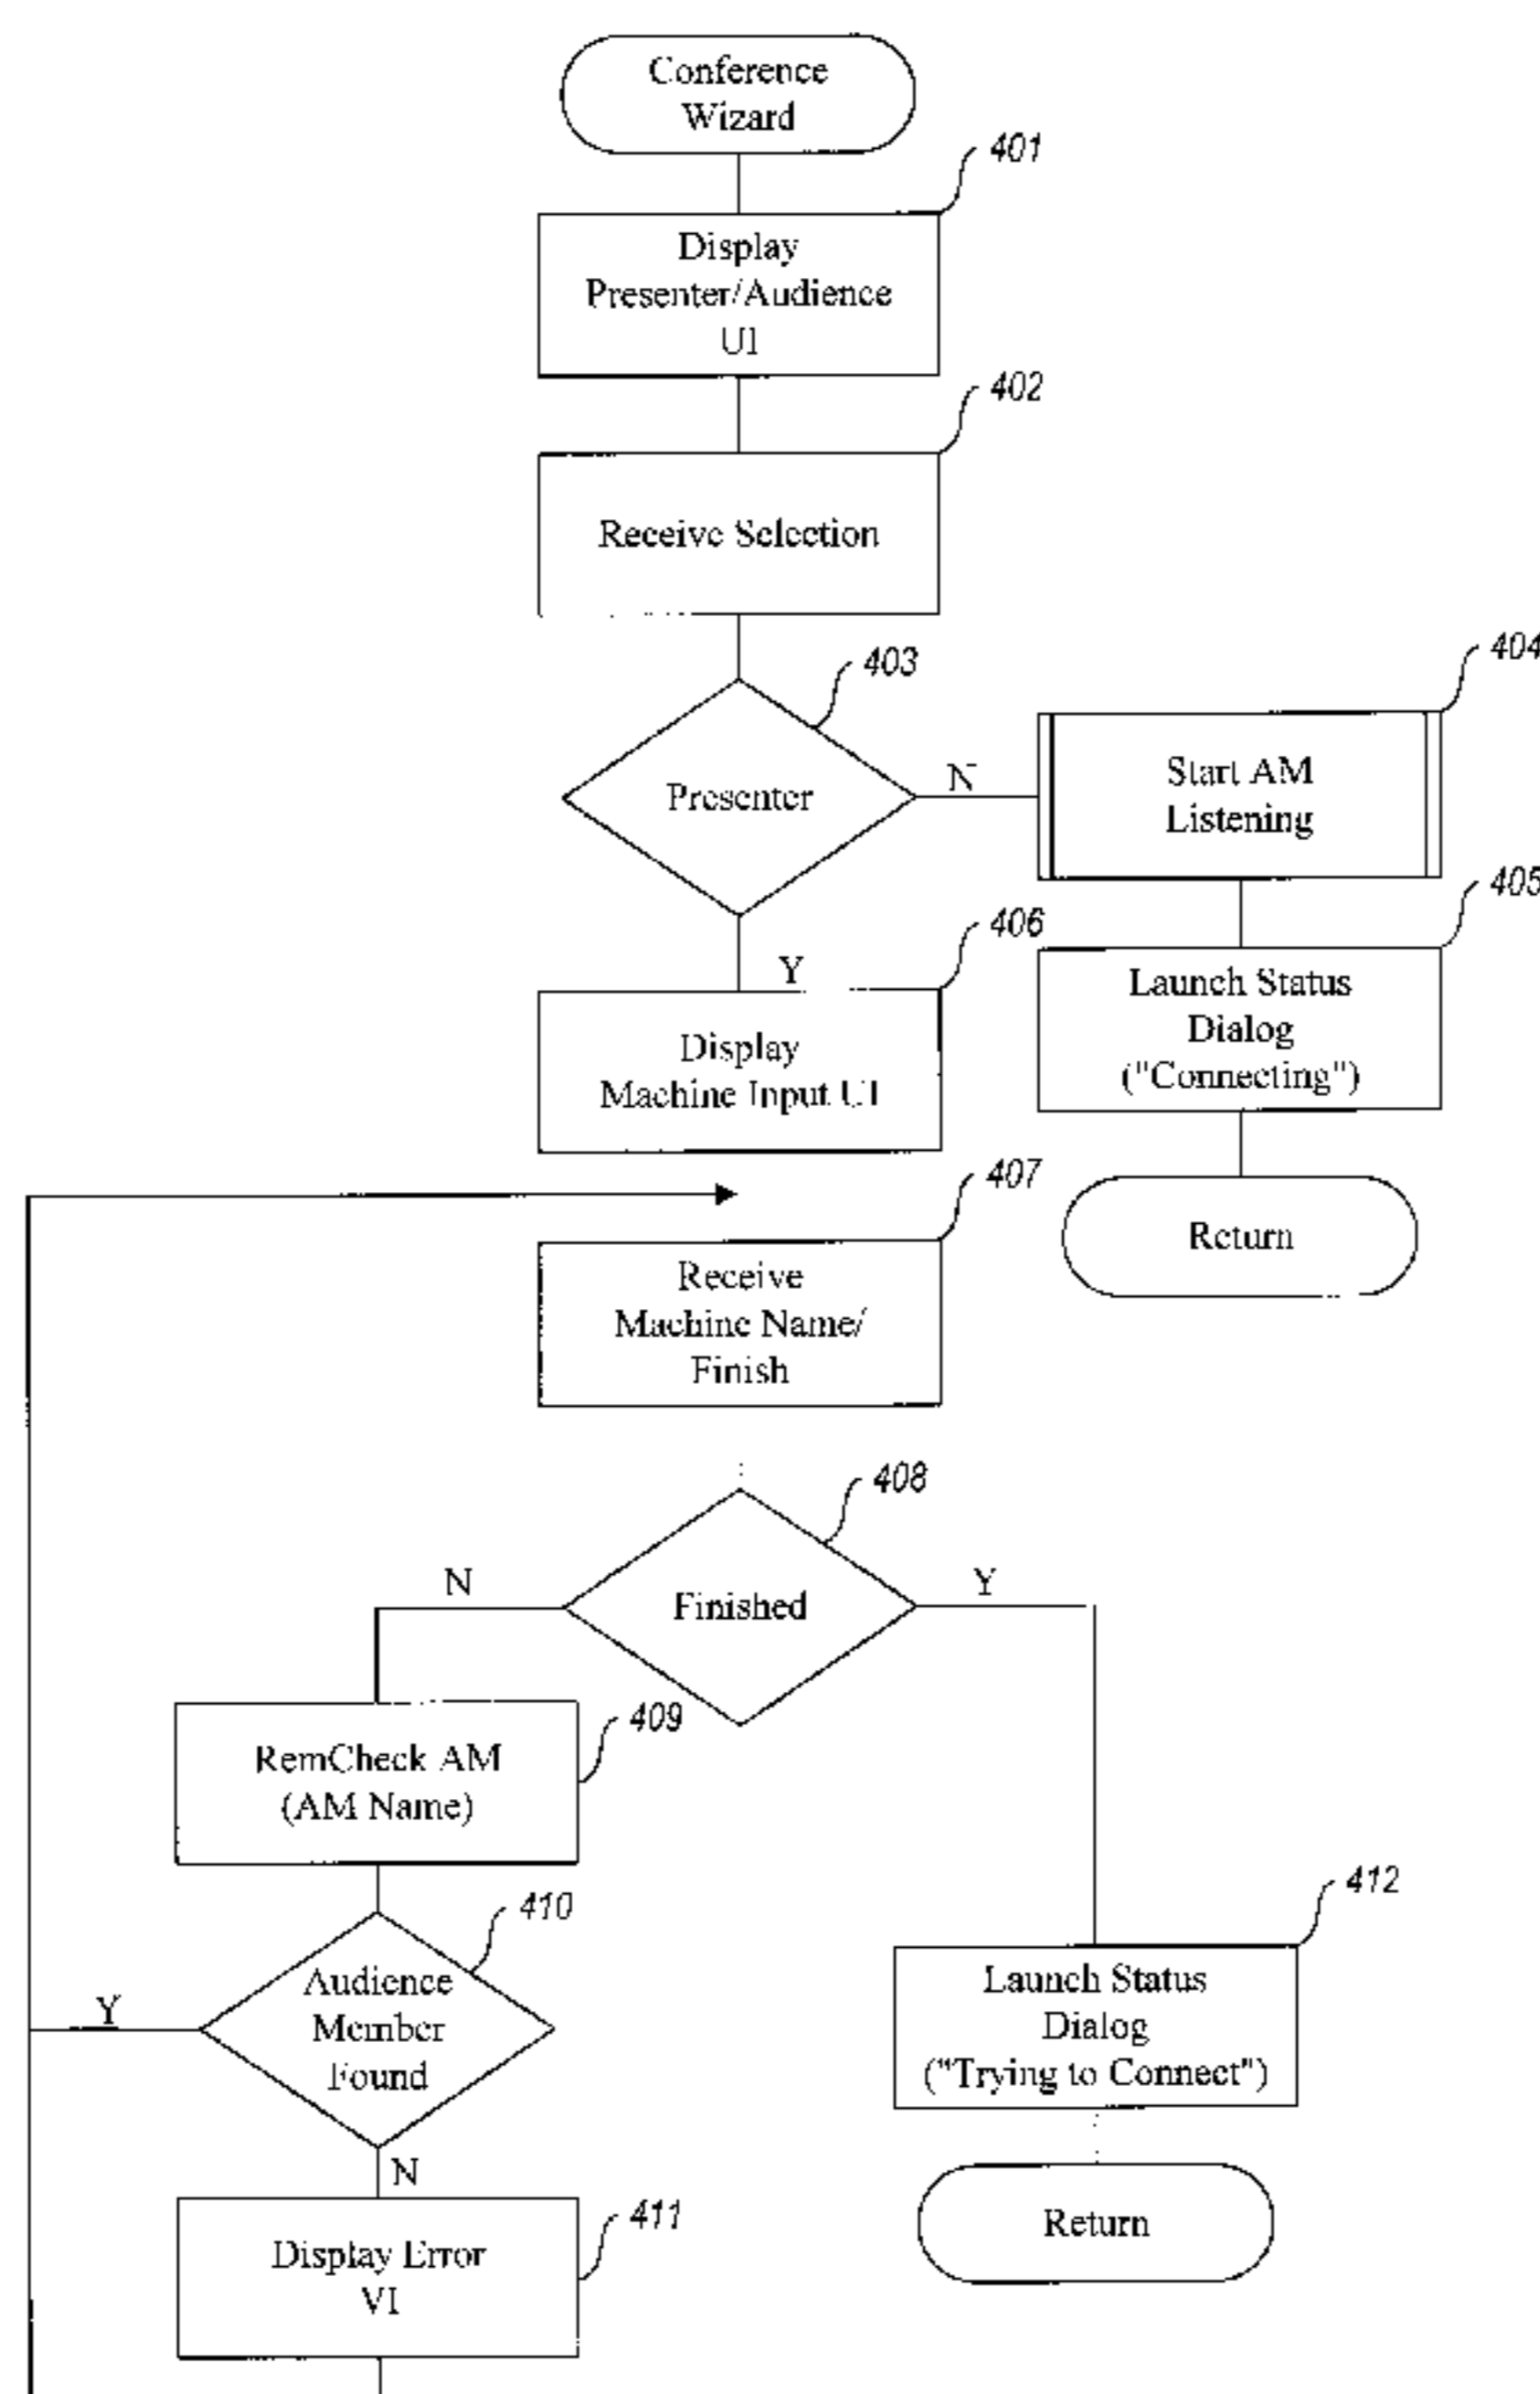 Conference
Wizard
401
Display
Presenter/Audience
UI
402
Receive Selection
403
Presenter
N
404
Start AM
Listening
405
Launch Status
Dialog
("Connecting")
Return
Y
406
Display
Machine Input UI
407
Receive
Machine Name/
Finish
408
Finished
N
Y
409
RemCheck AM
(AM Name)
410
Audience
Member
Found
Y
N
411
Display Error
VI
412
Launch Status
Dialog
("Trying to Connect")
Return